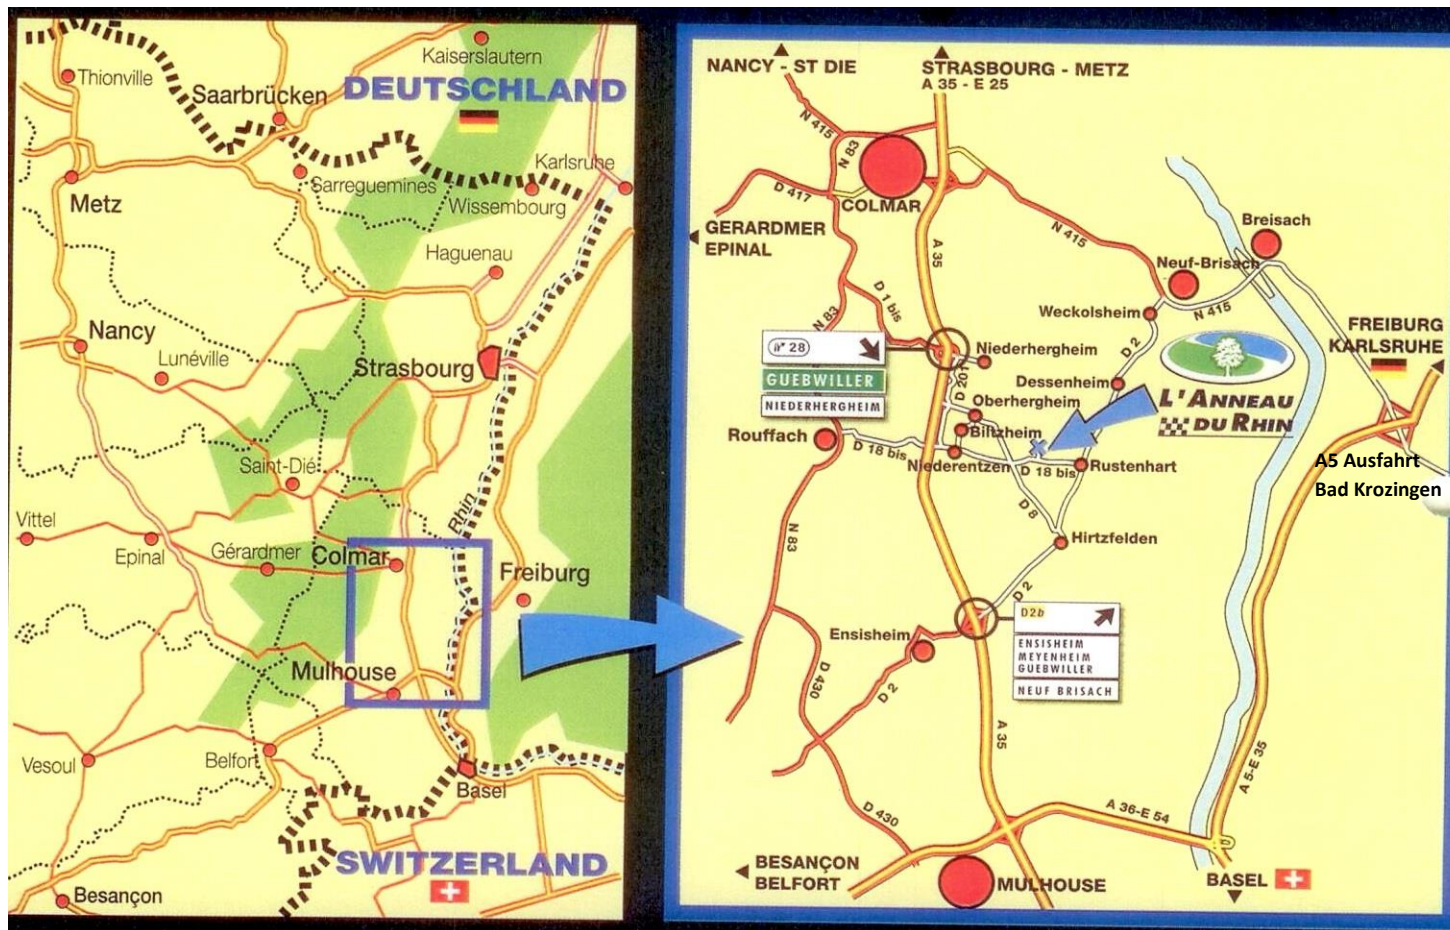 Kaiserslautern
Thionville
Saarbrücken
DEUTSCHLAND
Karlsruhe
Sarreguemines
Wissembourg
Metz
Haguenau
Nancy
Lunéville
Strasbourg
Saint-Dié
Rhin
Vittel
Epinal
Gérardmer
Colmar
Freiburg
Mulhouse
Vesoul
Belfort
Basel
SWITZERLAND
Besançon
NANCY - ST DIE
STRASBOURG - METZ
A 35 - E 25
N 415
N 83
D 417
COLMAR
GERARDMER
EPINAL
A 35
N 415
Breisach
Neuf-Brisach
D 1 bis
N 83
Weckolsheim
N 415
FREIBURG
KARLSRUHE
N° 28
GUEBWILLER
NIEDERHERGHEIM
Niederhergheim
D 2
D 201
Dessenheim
L'ANNEAU
DU RHIN
Oberhergheim
Rouffach
Biltzheim
D 18 bis
Niederentzen
D 18 bis
Rustenhart
A5 Ausfahrt
Bad Krozingen
D 8
N 83
Hirtzfelden
D 2
D2b
ENSISHEIM
MEYENHEIM
GUEBWILLER
NEUF BRISACH
Ensisheim
D 430
D 2
A 35
A 5-E 35
D 430
A 36-E 54
BESANÇON
BELFORT
MULHOUSE
BASEL